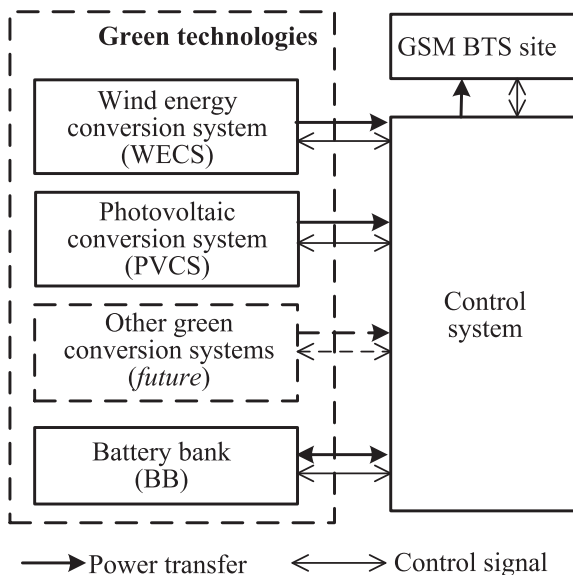 Green technologies
GSM BTS site
Wind energy
conversion system
(WECS)
Photovoltaic
conversion system
(PVCS)
Other green
conversion systems
(future)
Battery bank
(BB)
Control
system
Power transfer
Control signal